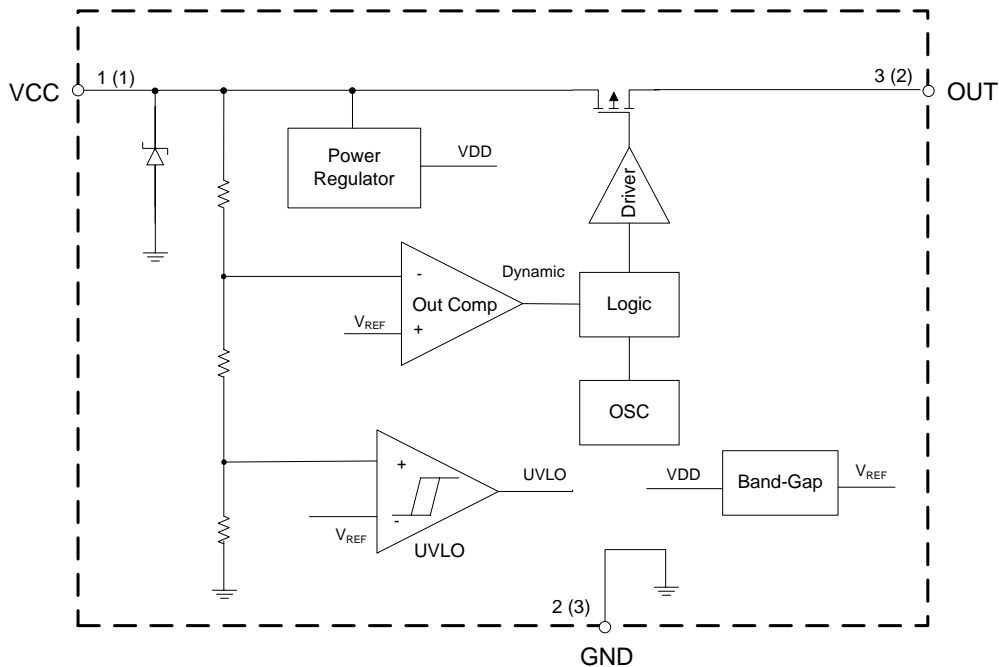 1 (1)
3 (2)
VCC
OUT
Power
Regulator
VDD
Driver
-
Out Comp
+
V_REF
Dynamic
Logic
OSC
+
-
V_REF
UVLO
UVLO
VDD
Band-Gap
V_REF
2 (3)
GND